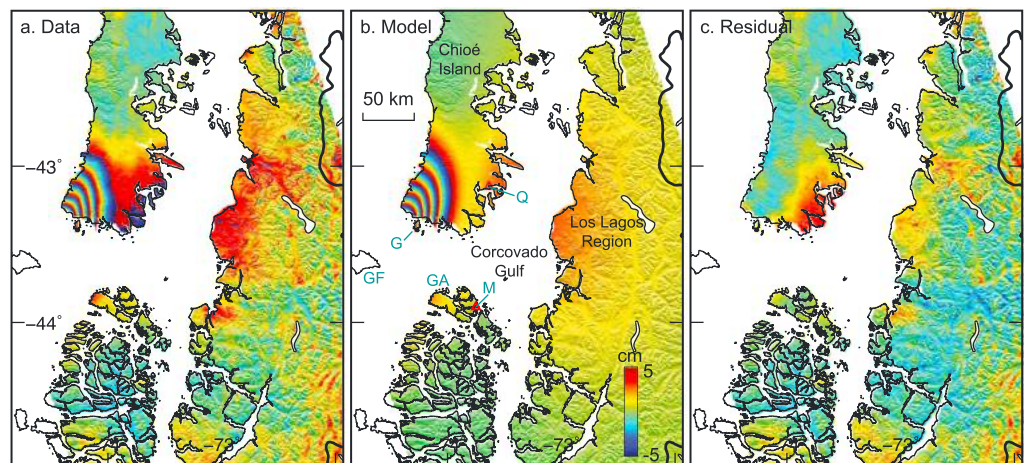 a. Data
b. Model
c. Residual
Chioé
Island
50 km
−43°
Q
Los Lagos
Region
G
Corcovado
Gulf
GF
GA
M
−44°
cm
5
-5
−73°
−73°
−73°